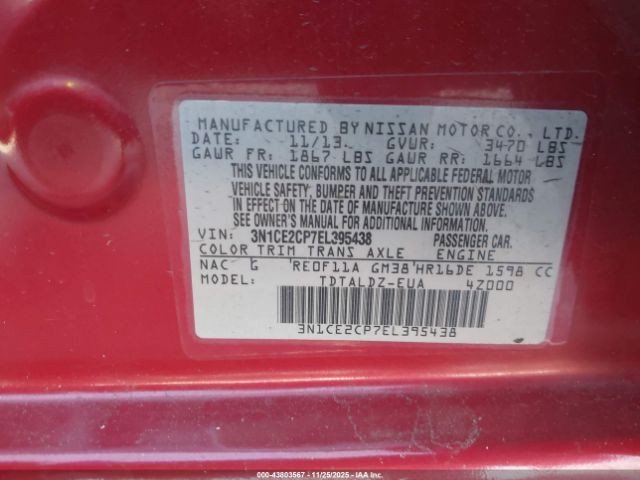 MANUFACTURED BY NISSAN MOTOR CO., LTD.
DATE: 11/13 GVWR: 3470 LBS
GAWR FR: 1867 LBS GAWR RR: 1664 LBS
THIS VEHICLE CONFORMS TO ALL APPLICABLE FEDERAL MOTOR
VEHICLE SAFETY, BUMPER AND THEFT PREVENTION STANDARDS
IN EFFECT ON THE DATE OF MANUFACTURE SHOWN ABOVE.
SEE OWNER'S MANUAL FOR ADDITIONAL INFORMATION.
VIN: 3N1CE2CP7EL395438 PASSENGER CAR.
COLOR TRIM TRANS AXLE ENGINE
NAC G 'RE0F11A GM38'HR16DE 1598 CC
MODEL: TDTALDZ-EUA 4Z000
3N1CE2CP7EL395438
000-43803567 | 11/25/2025 - IAA, Inc.